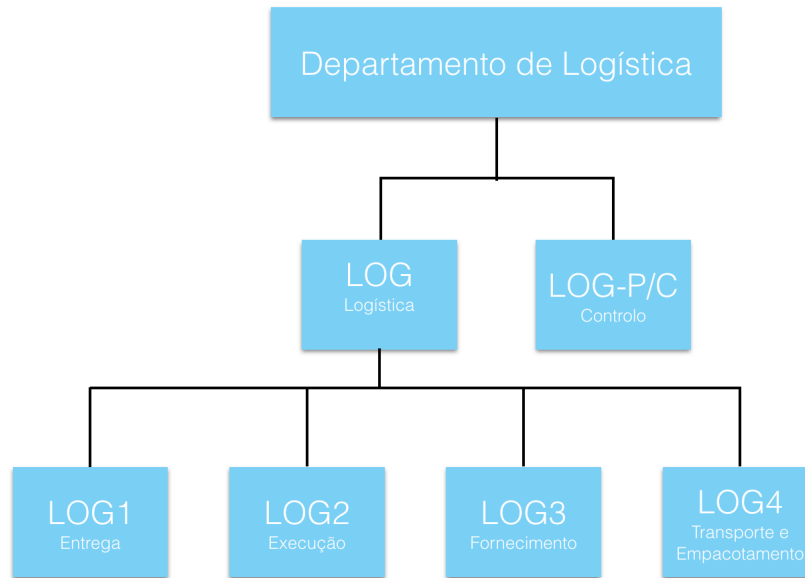 Departamento de Logística
LOG
Logística
LOG-P/C
Controlo
LOG1
Entrega
LOG2
Execução
LOG3
Fornecimento
LOG4
Transporte e
Empacotamento